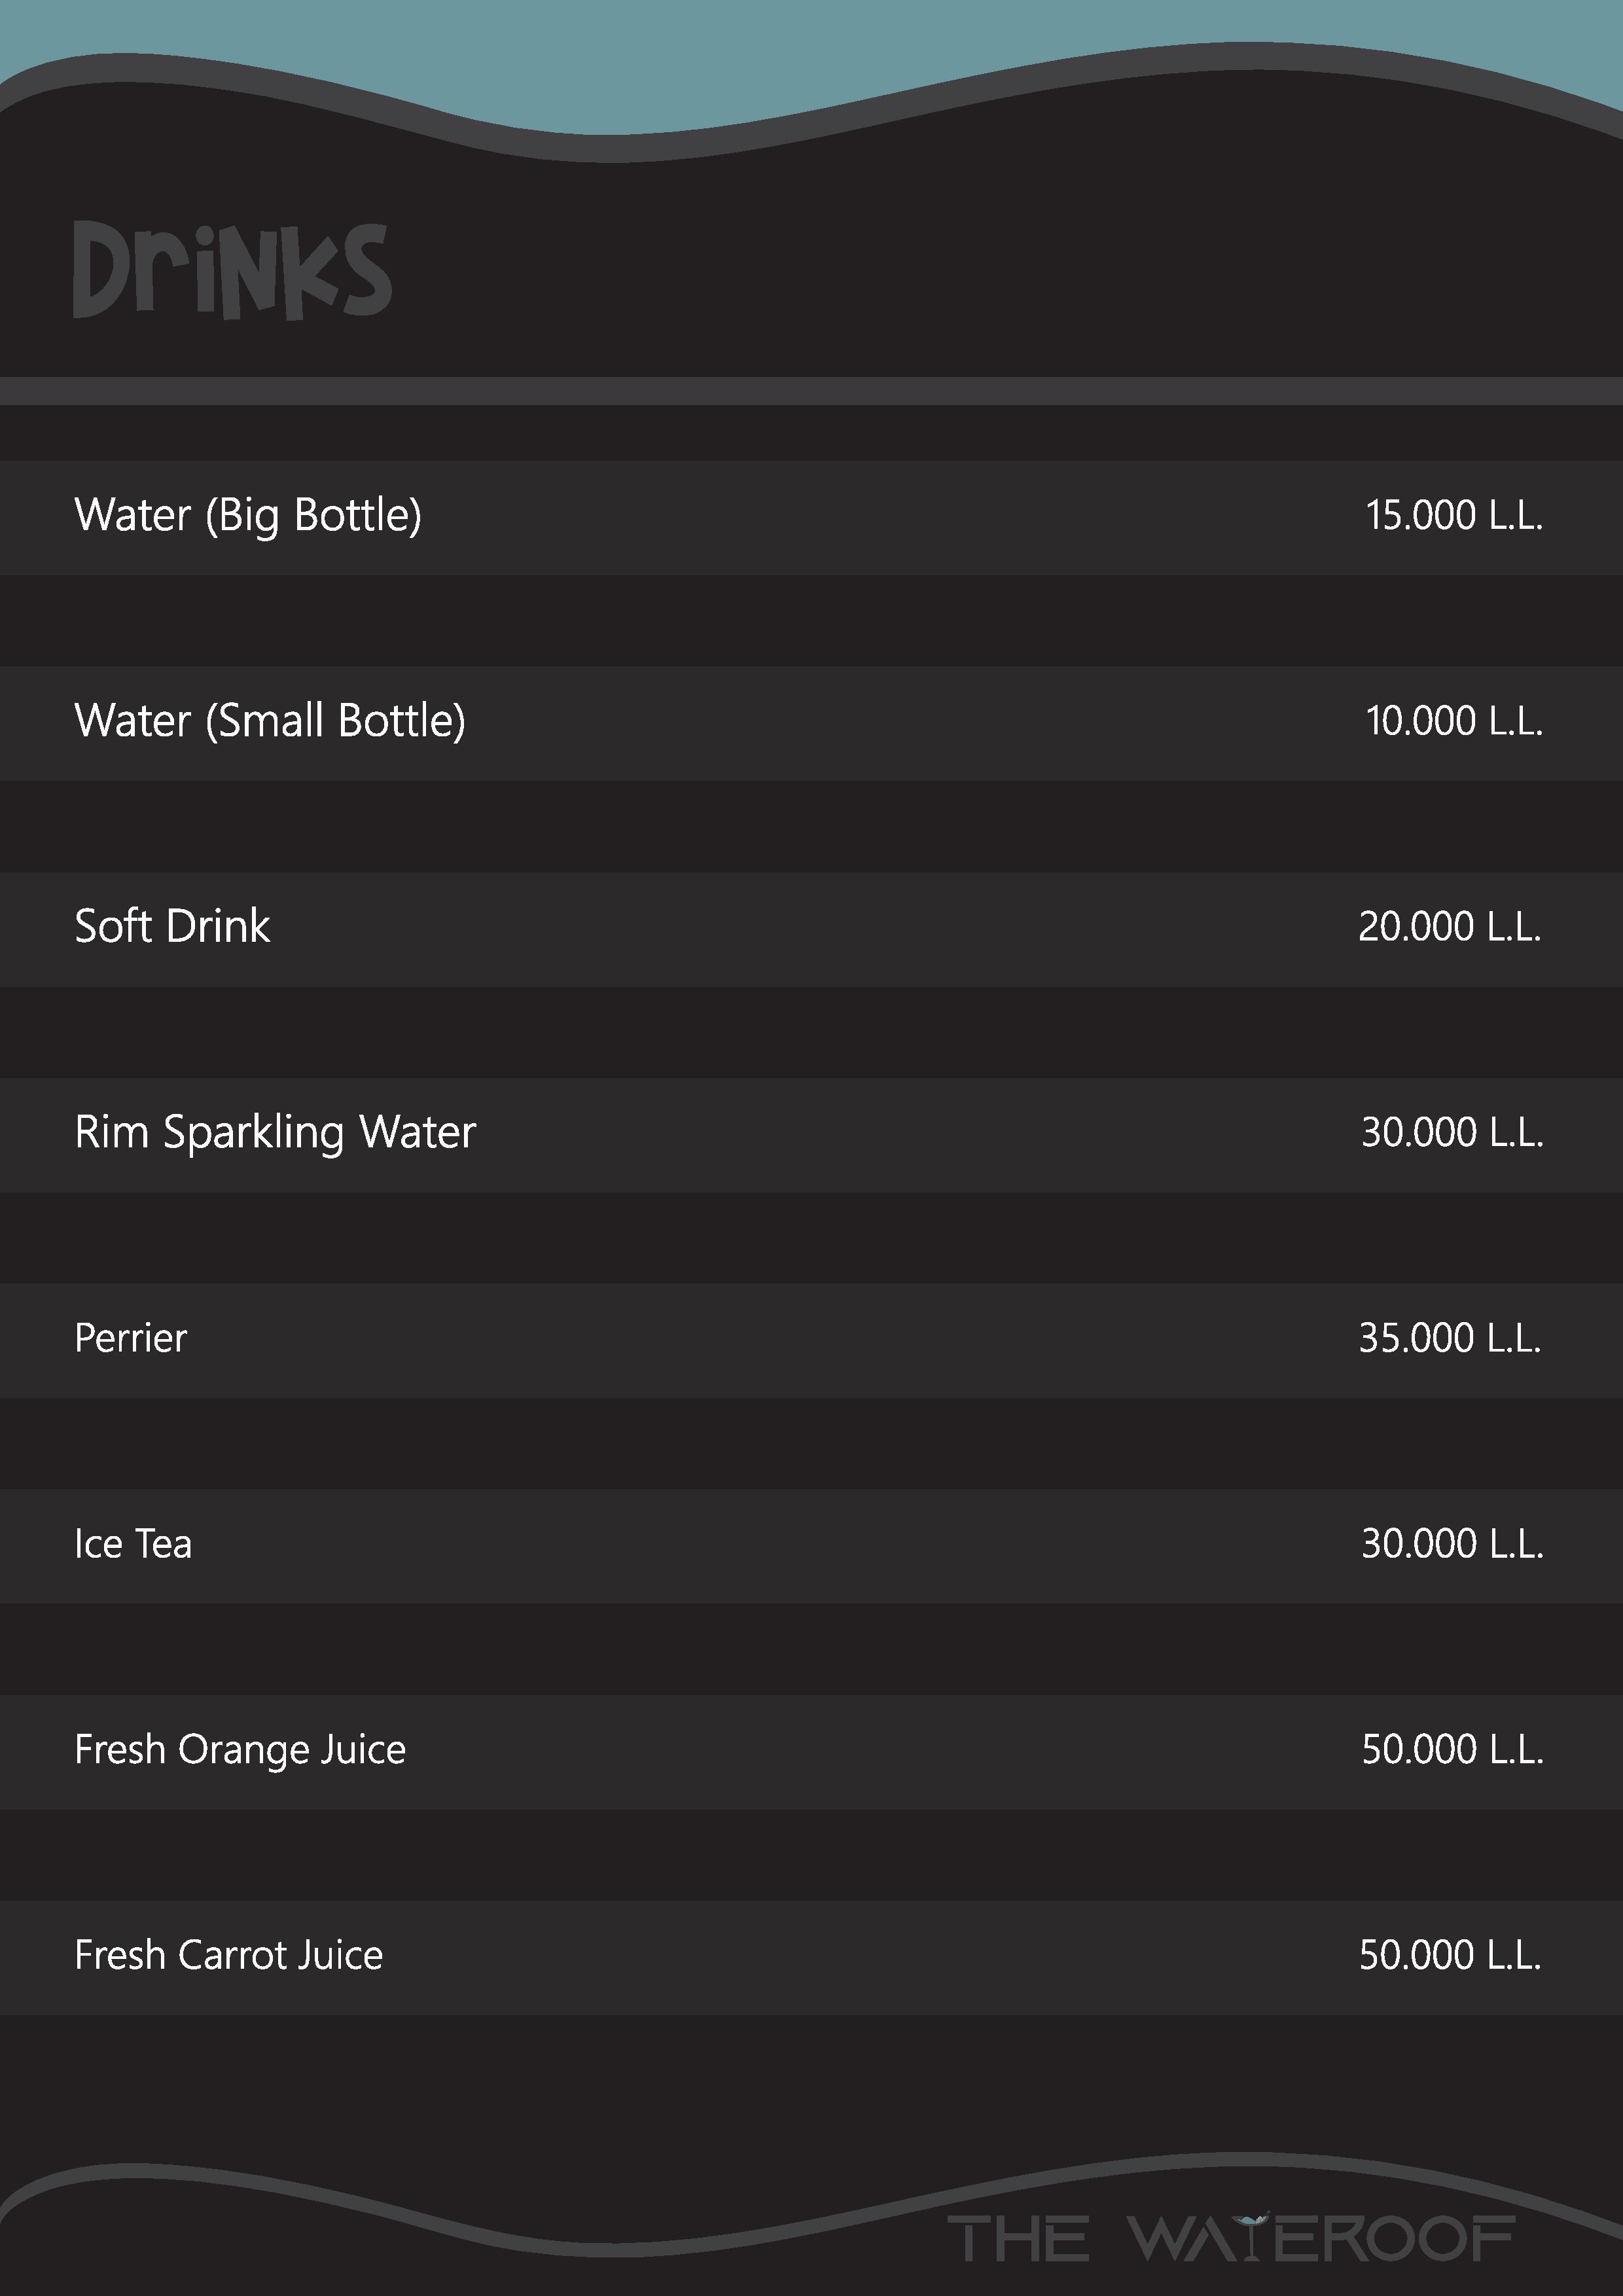 Drinks
Water (Big Bottle) 15.000 L.L.
Water (Small Bottle) 10.000 L.L.
Soft Drink 20.000 L.L.
Rim Sparkling Water 30.000 L.L.
Perrier 35.000 L.L.
Ice Tea 30.000 L.L.
Fresh Orange Juice 50.000 L.L.
Fresh Carrot Juice 50.000 L.L.
THE WATEROOF